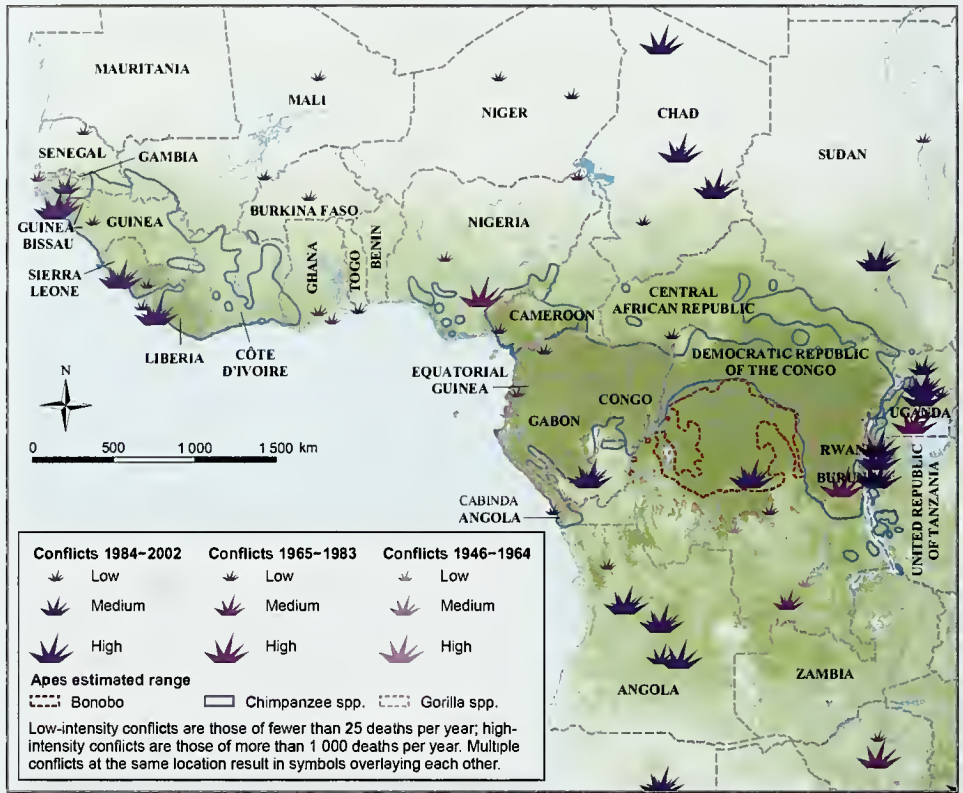 MAURITANIA
MALI
NIGER
CHAD
SUDAN
SENEGAL
GAMBIA
GUINEA
BISSAU
GUINEA
BURKINA FASO
NIGERIA
SIERRA
LEONE
GHANA
TOGO
BENIN
CENTRAL
AFRICAN REPUBLIC
CAMEROON
LIBERIA
CÔTE
D'IVOIRE
DEMOCRATIC REPUBLIC
OF THE CONGO
EQUATORIAL
GUINEA
CONGO
GABON
UGANDA
RWAN
BURUN
UNITED REPUBLIC
OF TANZANIA
CABINDA
ANGOLA
ANGOLA
ZAMBIA
N
0 500 1 000 1 500 km
Conflicts 1984–2002 Conflicts 1965–1983 Conflicts 1946–1964
Low Low Low
Medium Medium Medium
High High High
Apes estimated range
Bonobo Chimpanzee spp. Gorilla spp.
Low-intensity conflicts are those of fewer than 25 deaths per year; high-
intensity conflicts are those of more than 1 000 deaths per year. Multiple
conflicts at the same location result in symbols overlaying each other.